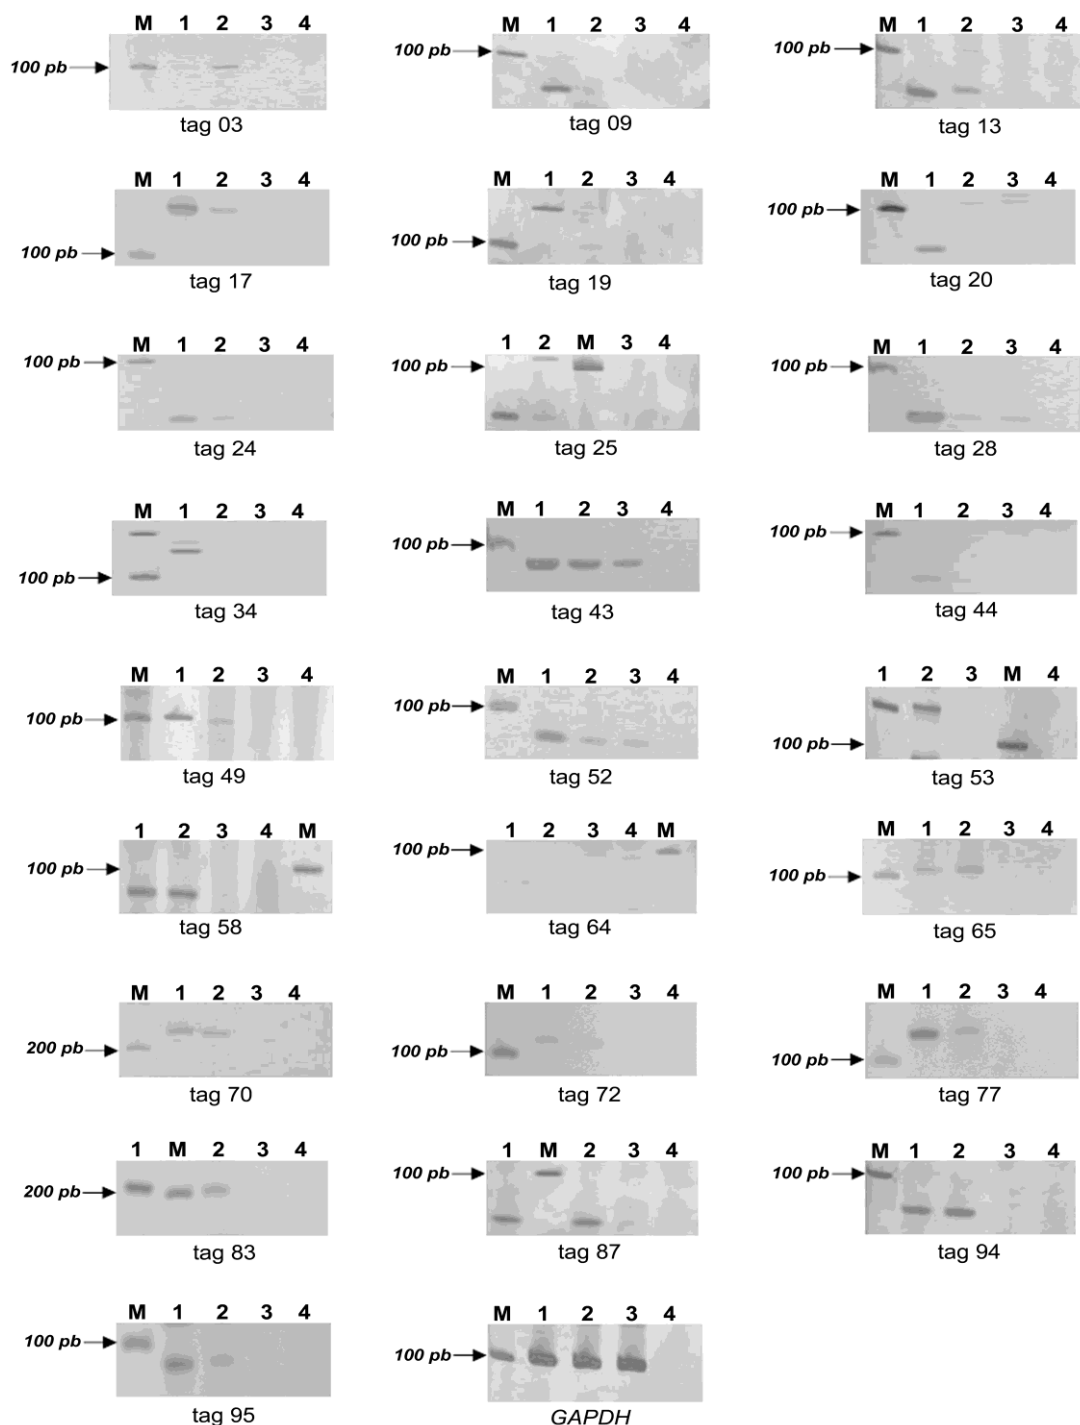 M 1 2 3 4
100 pb
tag 03
M 1 2 3 4
100 pb
tag 09
M 1 2 3 4
100 pb
tag 13
M 1 2 3 4
100 pb
tag 17
M 1 2 3 4
100 pb
tag 19
M 1 2 3 4
100 pb
tag 20
M 1 2 3 4
100 pb
tag 24
1 2 M 3 4
100 pb
tag 25
M 1 2 3 4
100 pb
tag 28
M 1 2 3 4
100 pb
tag 34
M 1 2 3 4
100 pb
tag 43
M 1 2 3 4
100 pb
tag 44
M 1 2 3 4
100 pb
tag 49
M 1 2 3 4
100 pb
tag 52
1 2 3 M 4
100 pb
tag 53
1 2 3 4 M
100 pb
tag 58
1 2 3 4 M
100 pb
tag 64
M 1 2 3 4
100 pb
tag 65
M 1 2 3 4
200 pb
tag 70
M 1 2 3 4
100 pb
tag 72
M 1 2 3 4
100 pb
tag 77
1 M 2 3 4
200 pb
tag 83
1 M 2 3 4
100 pb
tag 87
M 1 2 3 4
100 pb
tag 94
M 1 2 3 4
100 pb
tag 95
M 1 2 3 4
100 pb
GAPDH